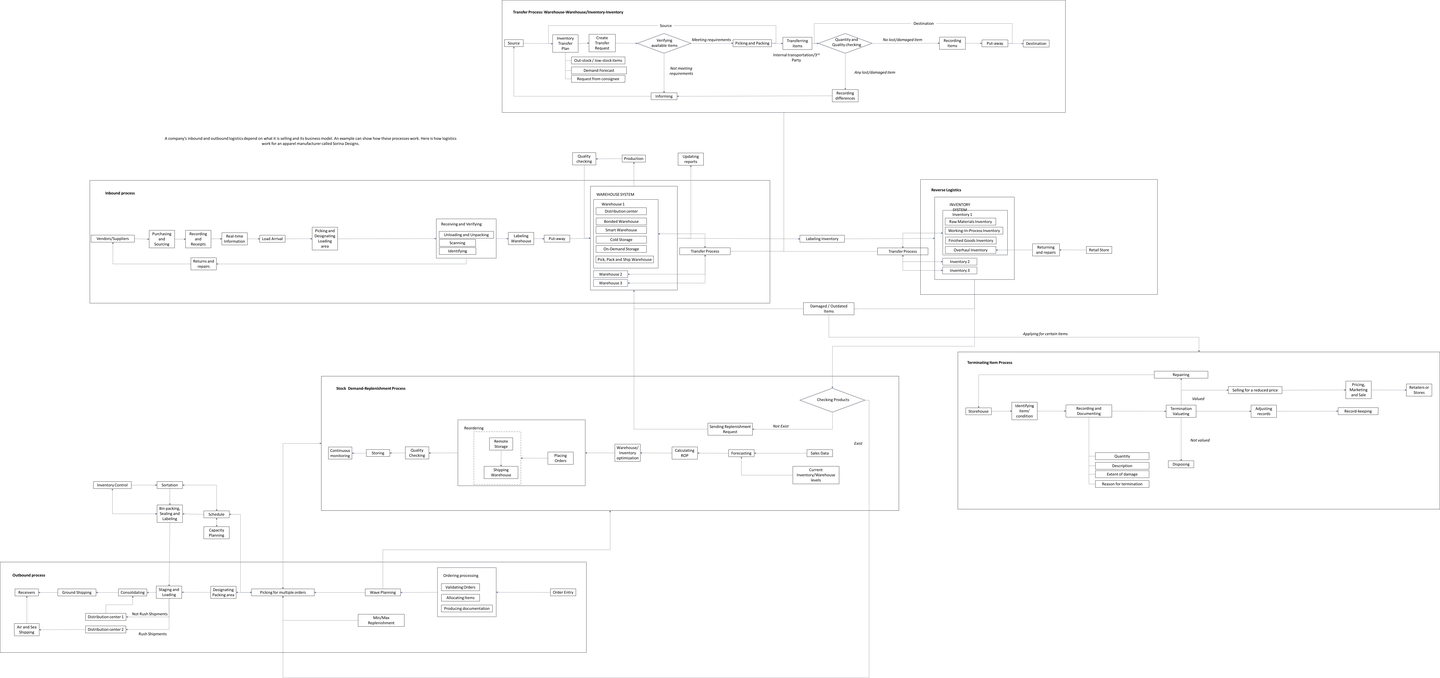 Transfer Process: Warehouse-Warehouse/Inventory-Inventory
Source
Destination
Source
Inventory
Transfer
Plan
Create
Transfer
Request
Verifying
available items
Meeting requirements
Picking and Packing
Transferring
items
Quantity and
Quality checking
No lost/damaged item
Recording
items
Put-away
Destination
Out-stock / low-stock items
Demand Forecast
Request from consignee
Not meeting
requirements
Internal transportation/3rd
Party
Any lost/damaged item
Informing
Recording
differences
A company's inbound and outbound logistics depend on what it is selling and its business model. An example can show how these processes work. Here is how logistics
work for an apparel manufacturer called Sorina Designs.
Quality
checking
Production
Updating
reports
Inbound process
Vendors/Suppliers
Purchasing
and
Sourcing
Recording
and
Receipts
Real-time
Information
Load Arrival
Picking and
Designating
Loading
area
Receiving and Verifying
Unloading and Unpacking
Scanning
Identifying
Labeling
Warehouse
Put-away
Returns and
repairs
WAREHOUSE SYSTEM
Warehouse 1
Distribution center
Bonded Warehouse
Smart Warehouse
Cold Storage
On-Demand Storage
Pick, Pack and Ship Warehouse
Warehouse 2
Warehouse 3
Transfer Process
Labeling Inventory
Transfer Process
Reverse Logistics
INVENTORY
SYSTEM
Inventory 1
Raw Materials Inventory
Working-In-Process Inventory
Finished Goods Inventory
Overhaul Inventory
Inventory 2
Inventory 3
Returning
and repairs
Retail Store
Damaged / Outdated
items
Applying for certain items
Terminating Item Process
Storehouse
Identifying
items'
condition
Recording and
Documenting
Repairing
Valued
Termination
Valuating
Selling for a reduced price
Pricing,
Marketing
and Sale
Retailers or
Stores
Adjusting
records
Record-keeping
Not valued
Disposing
Quantity
Description
Extent of damage
Reason for termination
Stock Demand-Replenishment Process
Checking Products
Not Exist
Exist
Sending Replenishment
Request
Continuous
monitoring
Storing
Quality
Checking
Reordering
Remote
Storage
Shipping
Warehouse
Placing
Orders
Warehouse/
Inventory
optimisation
Calculating
ROP
Forecasting
Sales Data
Current
Inventory/Warehouse
levels
Inventory Control
Sortation
Bin packing,
Sealing and
Labeling
Schedule
Capacity
Planning
Outbound process
Receivers
Ground Shipping
Consolidating
Staging and
Loading
Designating
Packing area
Picking for multiple orders
Wave Planning
Ordering processing
Validating Orders
Allocating Items
Producing documentation
Order Entry
Distribution center 1
Not Rush Shipments
Distribution center 2
Rush Shipments
Air and Sea
Shipping
Min/Max
Replenishment